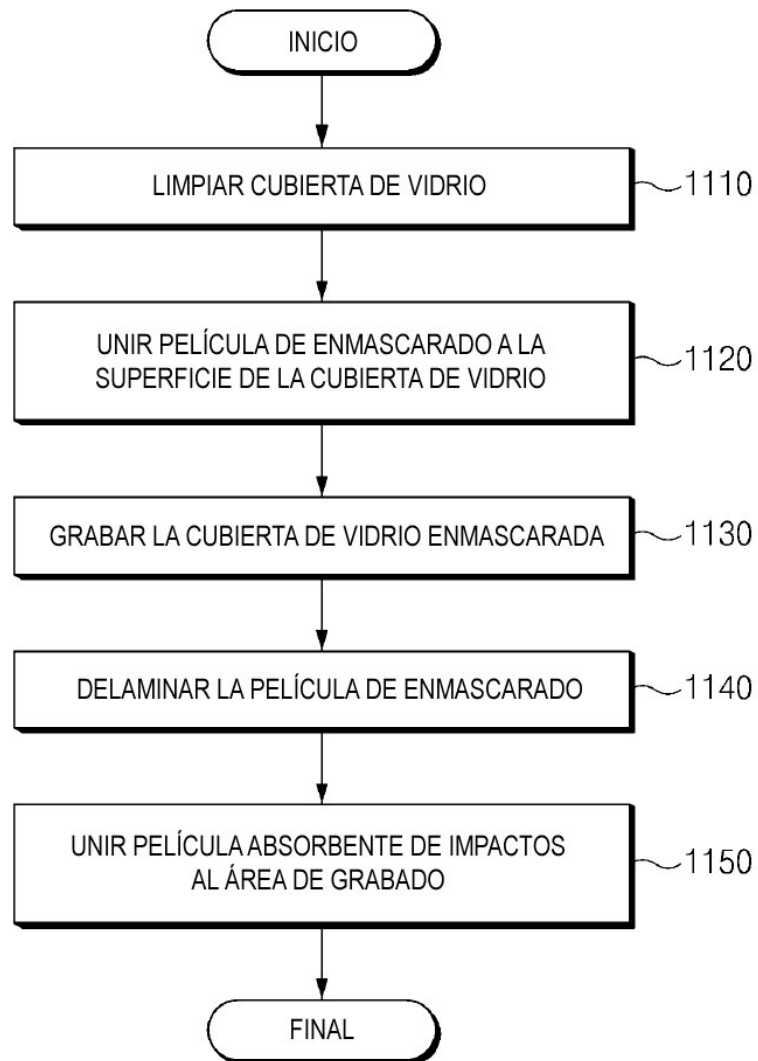 INICIO
LIMPIAR CUBIERTA DE VIDRIO
1110
UNIR PELÍCULA DE ENMASCARADO A LA
SUPERFICIE DE LA CUBIERTA DE VIDRIO
1120
GRABAR LA CUBIERTA DE VIDRIO ENMASCARADA
1130
DELAMINAR LA PELÍCULA DE ENMASCARADO
1140
UNIR PELÍCULA ABSORBENTE DE IMPACTOS
AL ÁREA DE GRABADO
1150
FINAL